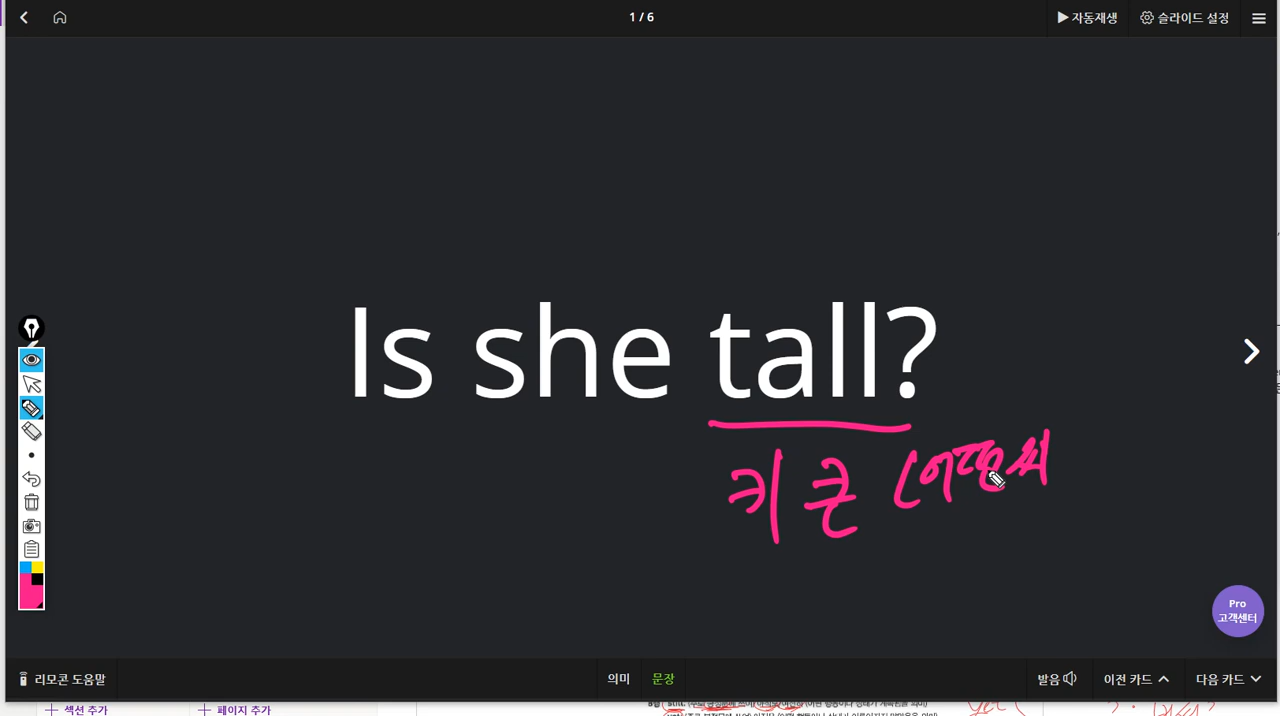 1 / 6
자동재생
슬라이드 설정
Is she tall?
키 큰 (어떤 씨
Pro
고객센터
리모콘 도움말
의미
문장
발음
이전 카드
다음 카드
섹션 추가
페이지 추가